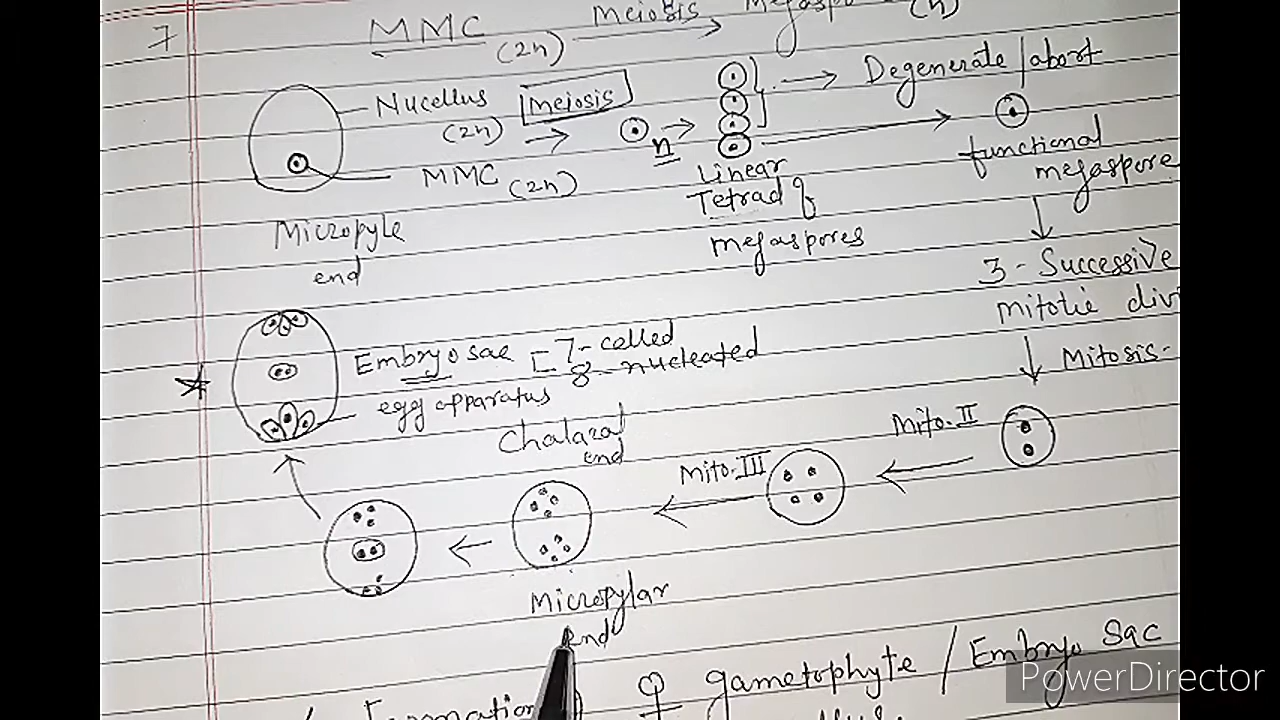 7
MMC (2n) Meiosis (n)
Nucellus (2n)
Meiosis
n
MMC (2n)
Micropyle
end
Linear
Tetrad of
megaspores
Degenerate / abort
functional
megaspore
3 - Successive
mitotic div
Mitosis-
Embryo sac [ 7 - celled
8 - nucleated
egg apparatus
Chalazal
end
Mito. III
Mito. II
Micropylar
end
♀ gametophyte / Embryo sac
PowerDirector